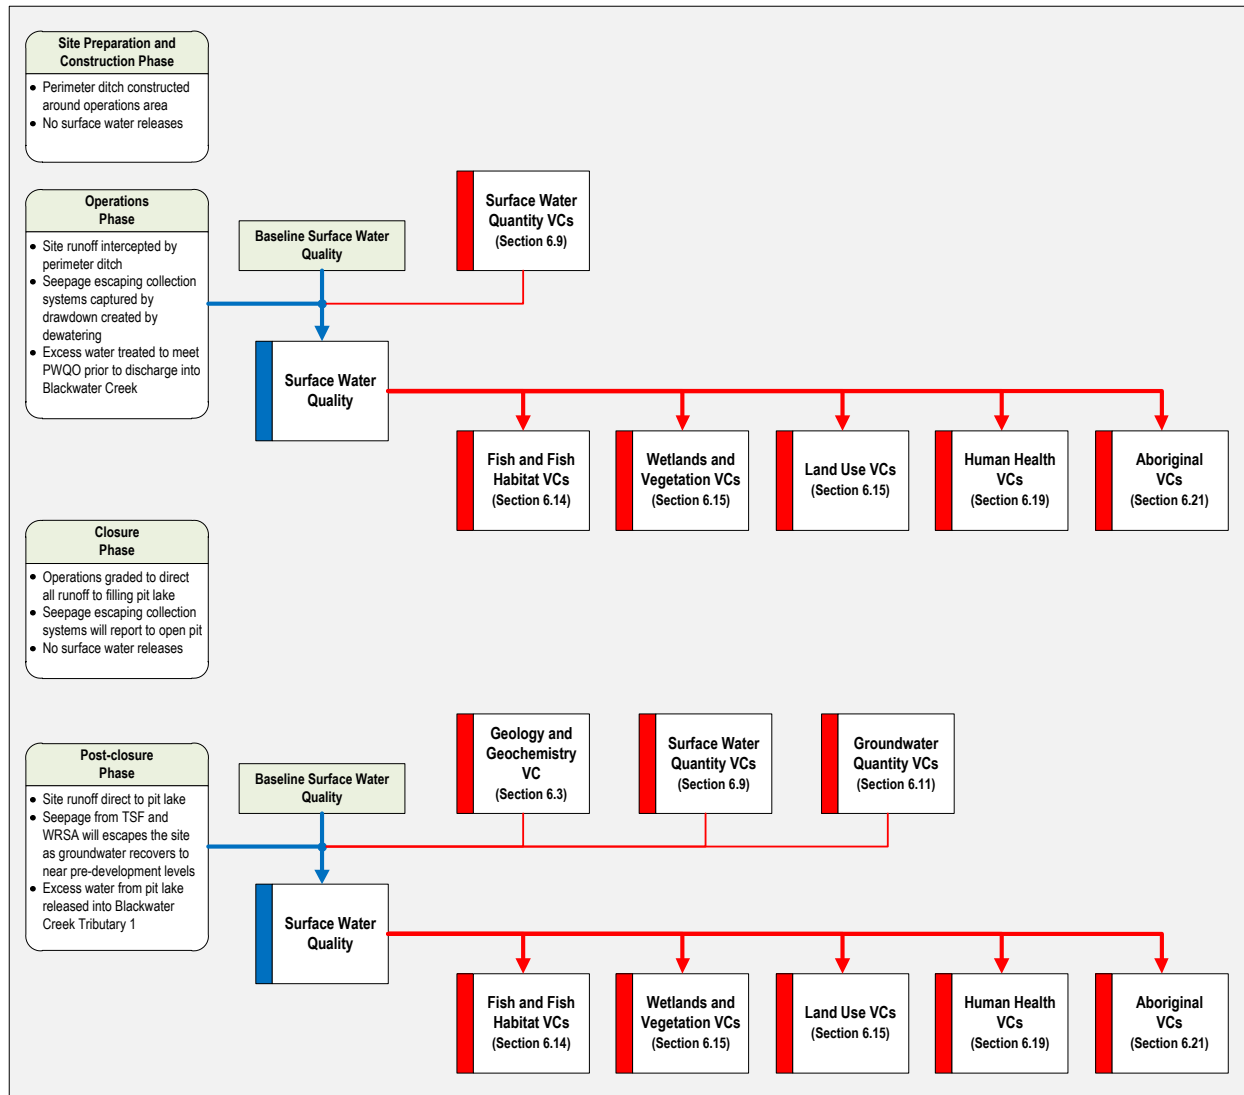 Site Preparation and
Construction Phase
• Perimeter ditch constructed
around operations area
• No surface water releases
Operations
Phase
• Site runoff intercepted by
perimeter ditch
• Seepage escaping collection
systems captured by
drawdown created by
dewatering
• Excess water treated to meet
PWQO prior to discharge into
Blackwater Creek
Baseline Surface Water
Quality
Surface Water
Quantity VCs
(Section 6.9)
Surface Water
Quality
Fish and Fish
Habitat VCs
(Section 6.14)
Wetlands and
Vegetation VCs
(Section 6.15)
Land Use VCs
(Section 6.15)
Human Health
VCs
(Section 6.19)
Aboriginal
VCs
(Section 6.21)
Closure
Phase
• Operations graded to direct
all runoff to filling pit lake
• Seepage escaping collection
systems will report to open pit
• No surface water releases
Post-closure
Phase
• Site runoff direct to pit lake
• Seepage from TSF and
WRSA will escapes the site
as groundwater recovers to
near pre-development levels
• Excess water from pit lake
released into Blackwater
Creek Tributary 1
Baseline Surface Water
Quality
Geology and
Geochemistry
VC
(Section 6.3)
Surface Water
Quantity VCs
(Section 6.9)
Groundwater
Quantity VCs
(Section 6.11)
Surface Water
Quality
Fish and Fish
Habitat VCs
(Section 6.14)
Wetlands and
Vegetation VCs
(Section 6.15)
Land Use VCs
(Section 6.15)
Human Health
VCs
(Section 6.19)
Aboriginal
VCs
(Section 6.21)